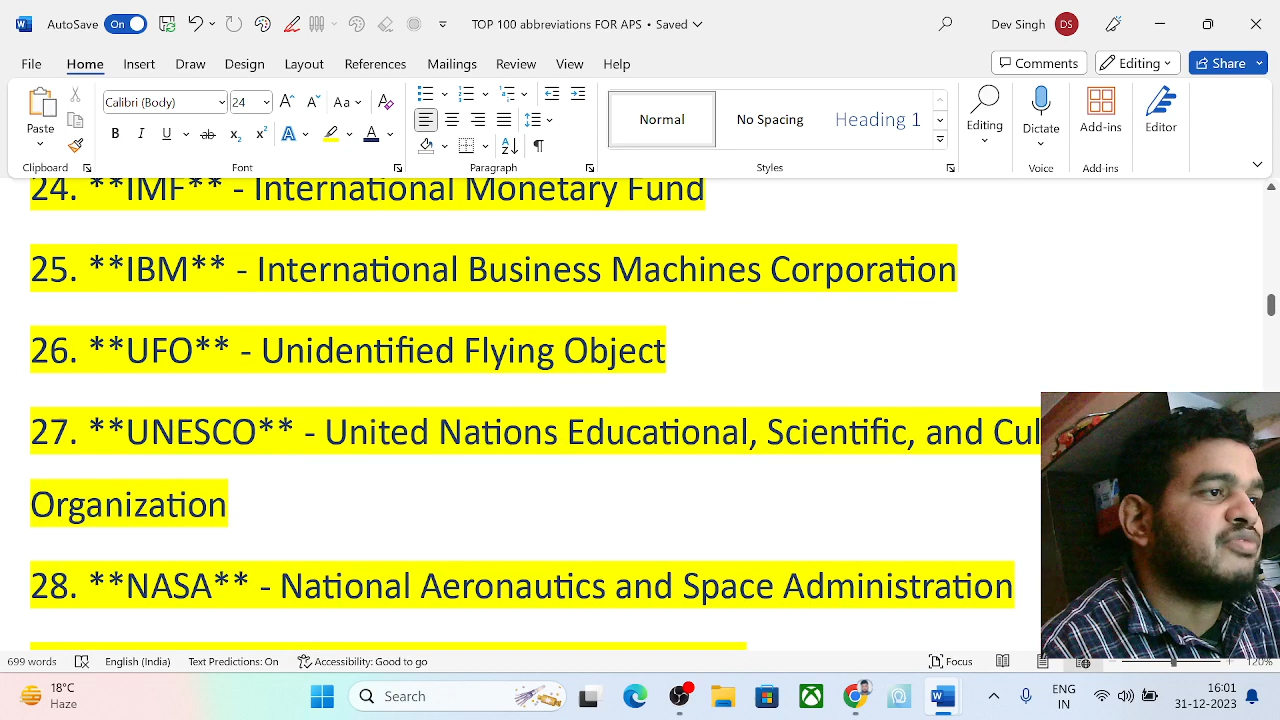 AutoSave On TOP 100 abbreviations FOR APS • Saved Dev Singh DS
File Home Insert Draw Design Layout References Mailings Review View Help Comments Editing Share
Calibri (Body) 24 Aa
Paste Normal No Spacing Heading 1 Editing Dictate Add-ins Editor
Clipboard Font Paragraph Styles Voice Add-ins
24. **IMF** - International Monetary Fund
25. **IBM** - International Business Machines Corporation
26. **UFO** - Unidentified Flying Object
27. **UNESCO** - United Nations Educational, Scientific, and Cul
Organization
28. **NASA** - National Aeronautics and Space Administration
699 words English (India) Text Predictions: On Accessibility: Good to go Focus 120%
18°C
Haze
Search
ENG
IN
16:01
31-12-2023